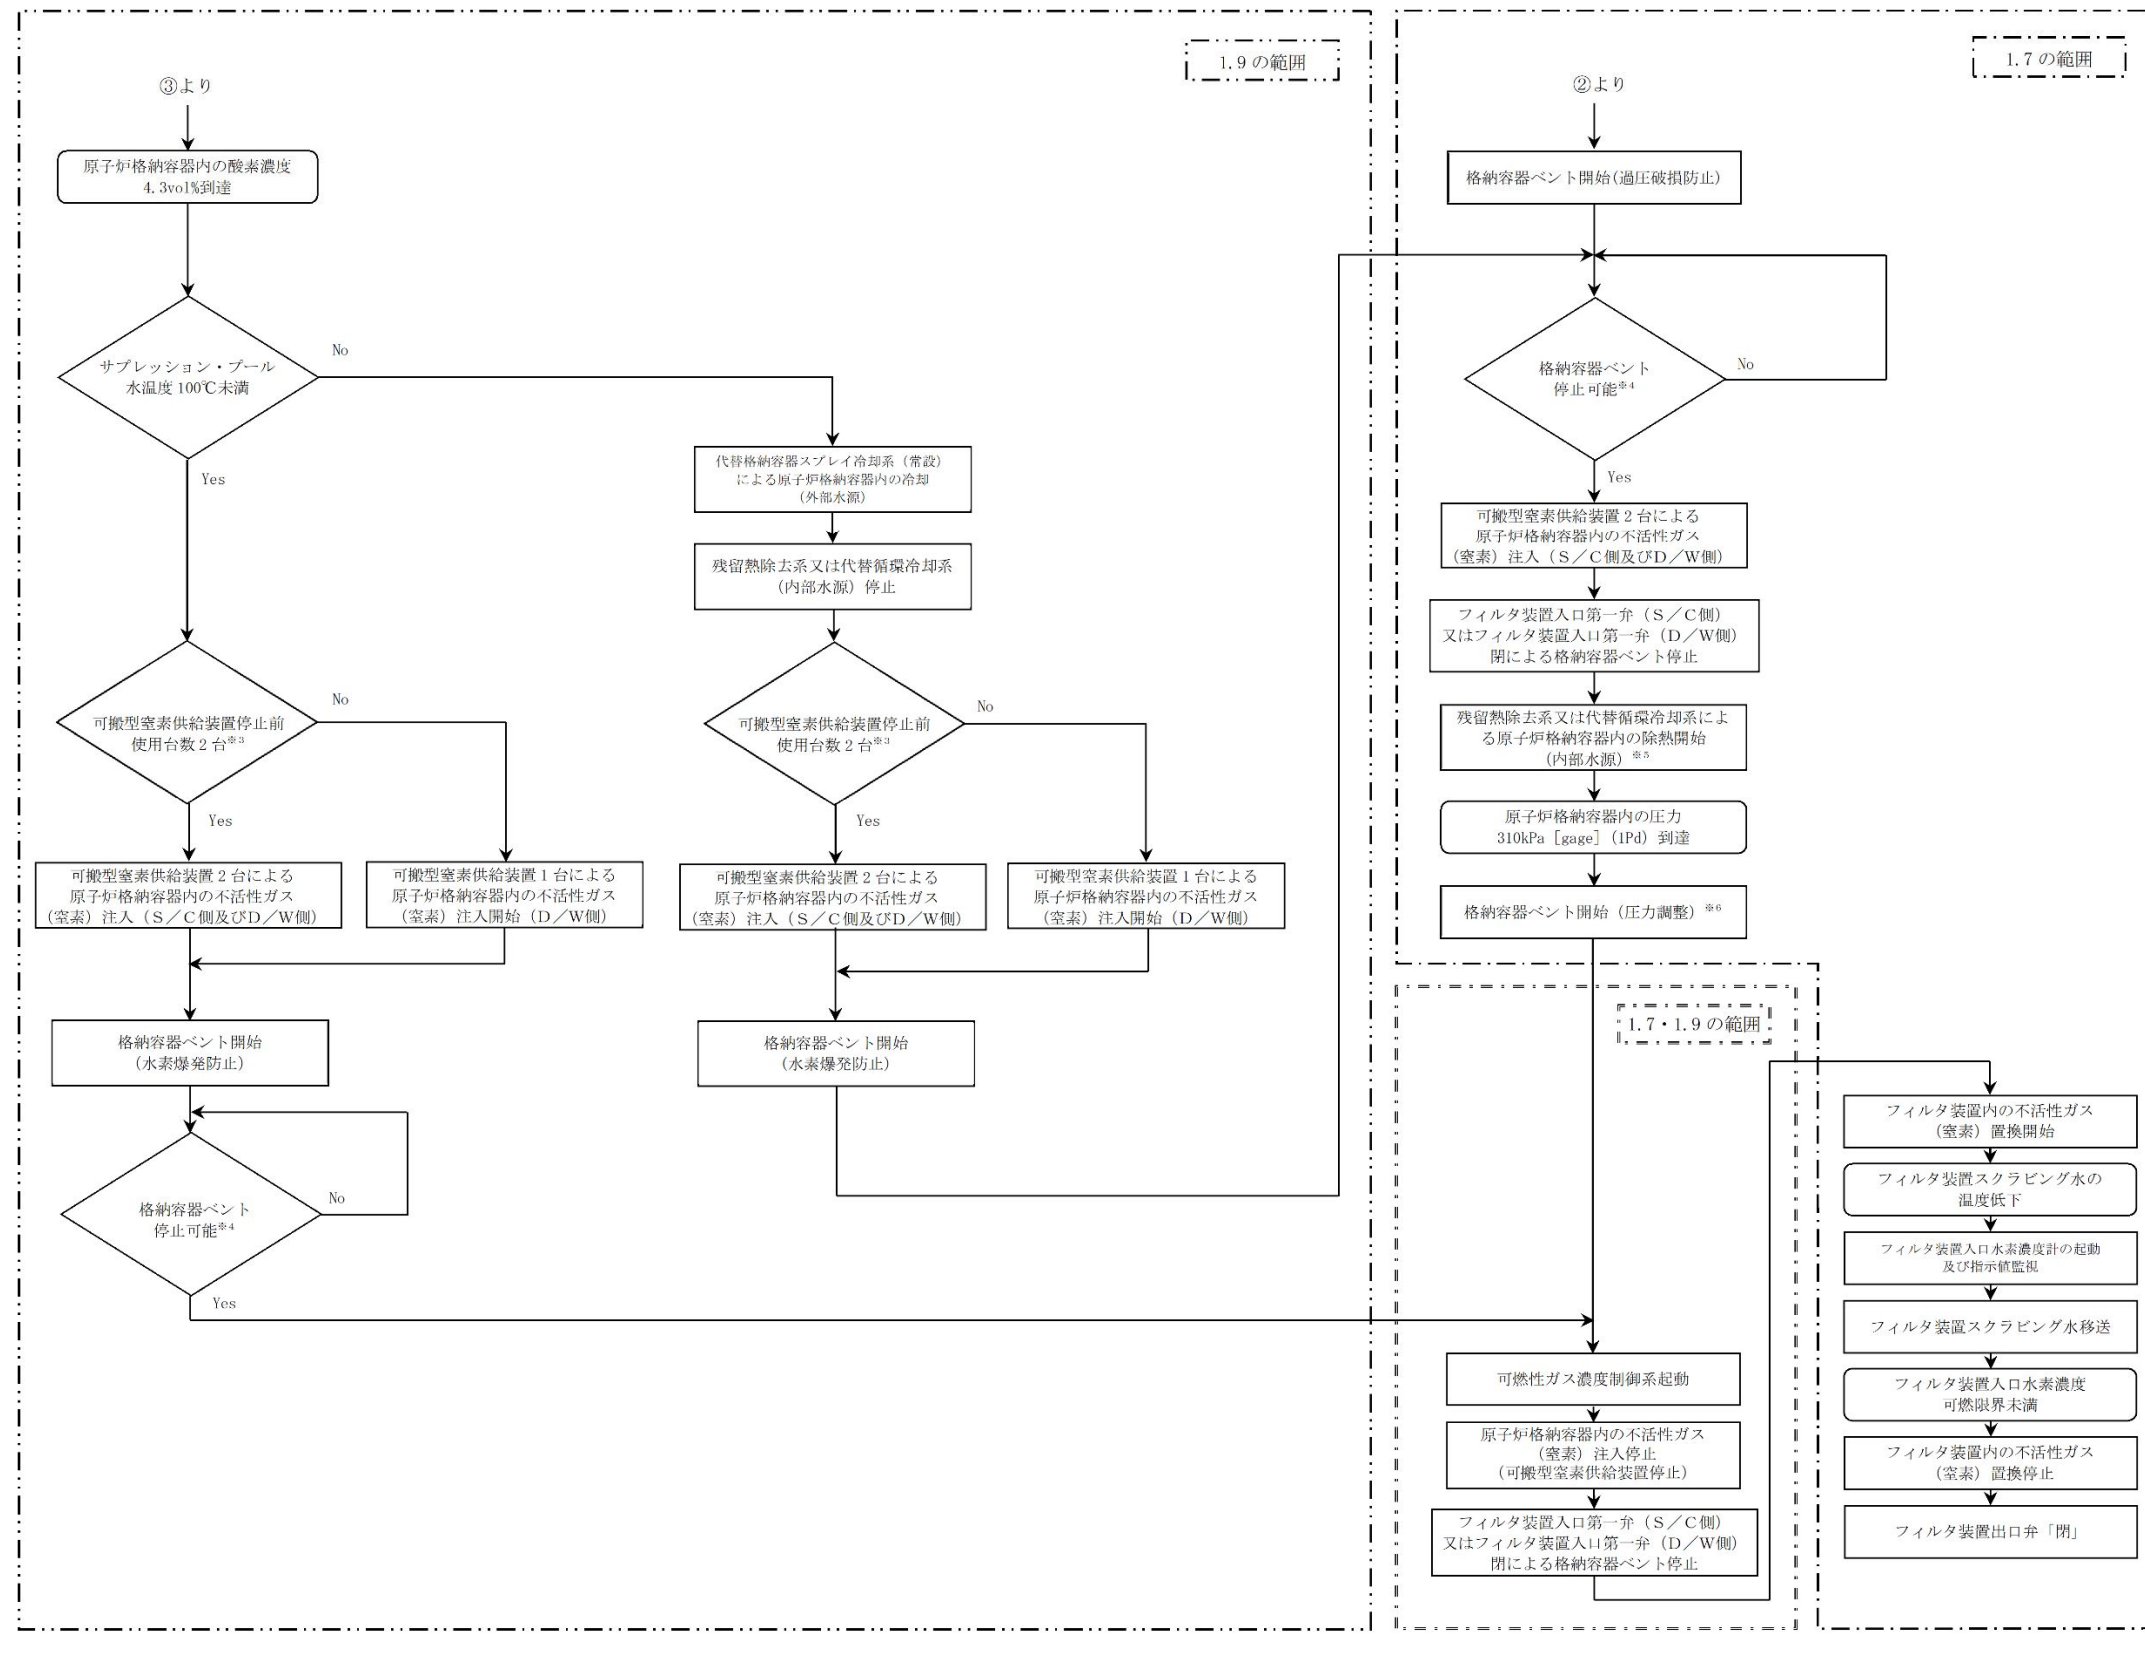 1.9 の範囲
③より
原子炉格納容器内の酸素濃度
4.3vol%到達
サプレッション・プール
水温度 100℃未満
No
Yes
代替格納容器スプレイ冷却系（常設）
による原子炉格納容器内の冷却
（外部水源）
残留熱除去系又は代替循環冷却系
（内部水源）停止
可搬型窒素供給装置停止前
使用台数２台※3
No
Yes
可搬型窒素供給装置２台による
原子炉格納容器内の不活性ガス
（窒素）注入（Ｓ／Ｃ側及びＤ／Ｗ側）
可搬型窒素供給装置１台による
原子炉格納容器内の不活性ガス
（窒素）注入開始（Ｄ／Ｗ側）
可搬型窒素供給装置停止前
使用台数２台※3
No
Yes
可搬型窒素供給装置２台による
原子炉格納容器内の不活性ガス
（窒素）注入（Ｓ／Ｃ側及びＤ／Ｗ側）
可搬型窒素供給装置１台による
原子炉格納容器内の不活性ガス
（窒素）注入開始（Ｄ／Ｗ側）
格納容器ベント開始
（水素爆発防止）
格納容器ベント開始
（水素爆発防止）
格納容器ベント
停止可能※4
No
Yes
1.7 の範囲
②より
格納容器ベント開始(過圧破損防止)
格納容器ベント
停止可能※4
No
Yes
可搬型窒素供給装置２台による
原子炉格納容器内の不活性ガス
（窒素）注入（Ｓ／Ｃ側及びＤ／Ｗ側）
フィルタ装置入口第一弁（Ｓ／Ｃ側）
又はフィルタ装置入口第一弁（Ｄ／Ｗ側）
閉による格納容器ベント停止
残留熱除去系又は代替循環冷却系によ
る原子炉格納容器内の除熱開始
（内部水源）※5
原子炉格納容器内の圧力
310kPa［gage］(1Pd) 到達
格納容器ベント開始（圧力調整）※6
1.7・1.9 の範囲
可燃性ガス濃度制御系起動
原子炉格納容器内の不活性ガス
（窒素）注入停止
（可搬型窒素供給装置停止）
フィルタ装置入口第一弁（Ｓ／Ｃ側）
又はフィルタ装置入口第一弁（Ｄ／Ｗ側）
閉による格納容器ベント停止
フィルタ装置内の不活性ガス
（窒素）置換開始
フィルタ装置スクラビング水の
温度低下
フィルタ装置入口水素濃度計の起動
及び指示値監視
フィルタ装置スクラビング水移送
フィルタ装置入口水素濃度
可燃限界未満
フィルタ装置内の不活性ガス
（窒素）置換停止
フィルタ装置出口弁「閉」